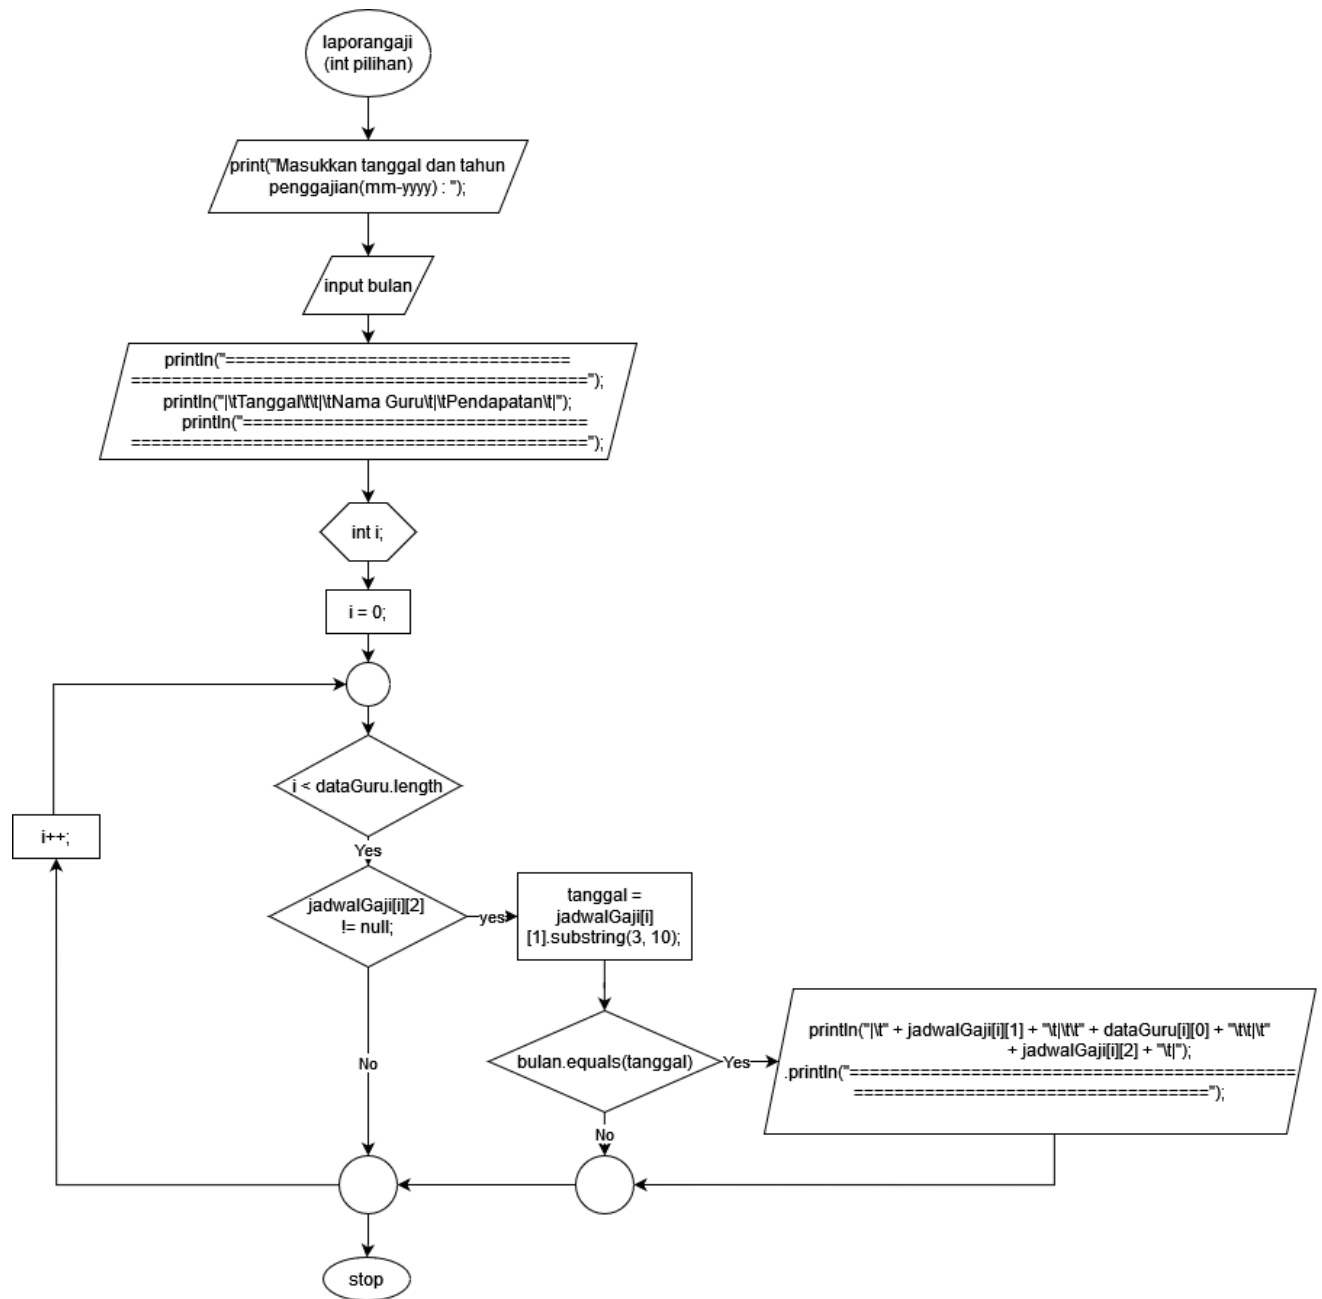 laporangaji
(int pilihan)
print("Masukkan tanggal dan tahun
penggajian(mm-yyyy) : ");
input bulan
println("==================================
=============================================");
println("|\tTanggal\t\t|\tNama Guru\t|\tPendapatan\t|");
println("==================================
=============================================");
int i;
i = 0;
i < dataGuru.length
i++;
Yes
jadwalGaji[i][2]
!= null;
yes
tanggal =
jadwalGaji[i]
[1].substring(3, 10);
No
bulan.equals(tanggal)
Yes
println("|\t" + jadwalGaji[i][1] + "\t|\t\t" + dataGuru[i][0] + "\t\t|\t"
+ jadwalGaji[i][2] + "\t|");
.println("============================================
===================================");
No
stop